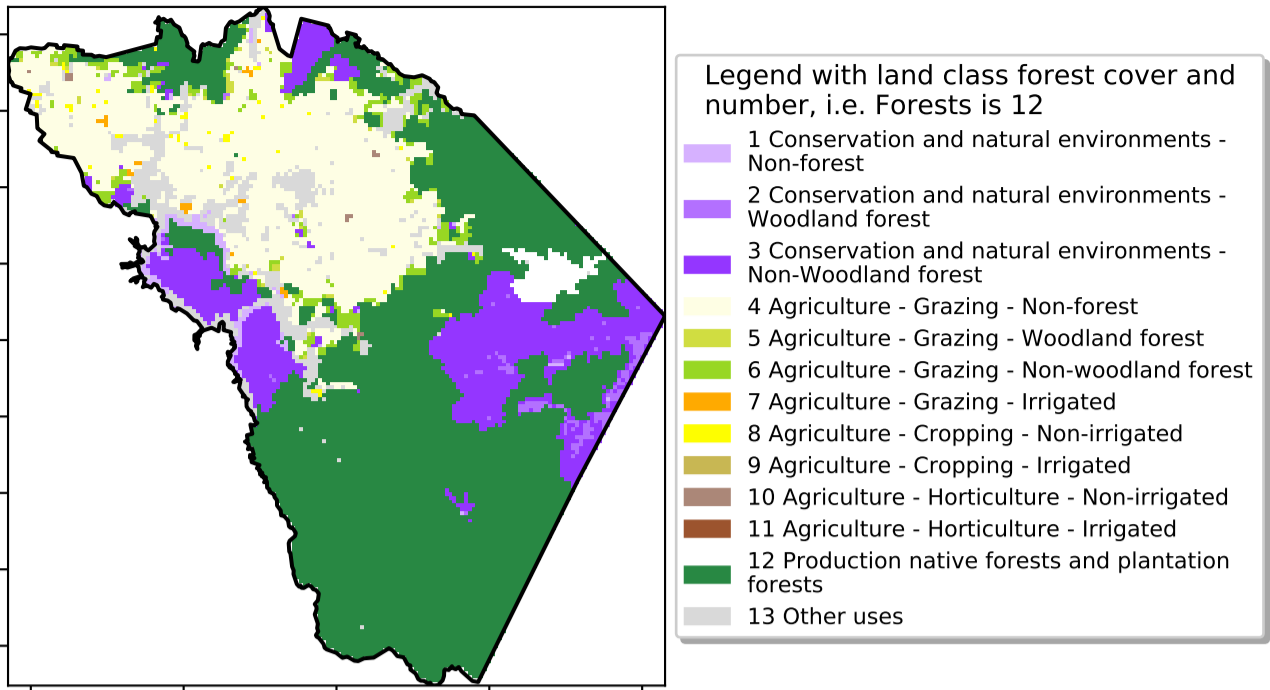 Legend with land class forest cover and
number, i.e. Forests is 12
1 Conservation and natural environments -
Non-forest
2 Conservation and natural environments -
Woodland forest
3 Conservation and natural environments -
Non-Woodland forest
4 Agriculture - Grazing - Non-forest
5 Agriculture - Grazing - Woodland forest
6 Agriculture - Grazing - Non-woodland forest
7 Agriculture - Grazing - Irrigated
8 Agriculture - Cropping - Non-irrigated
9 Agriculture - Cropping - Irrigated
10 Agriculture - Horticulture - Non-irrigated
11 Agriculture - Horticulture - Irrigated
12 Production native forests and plantation
forests
13 Other uses